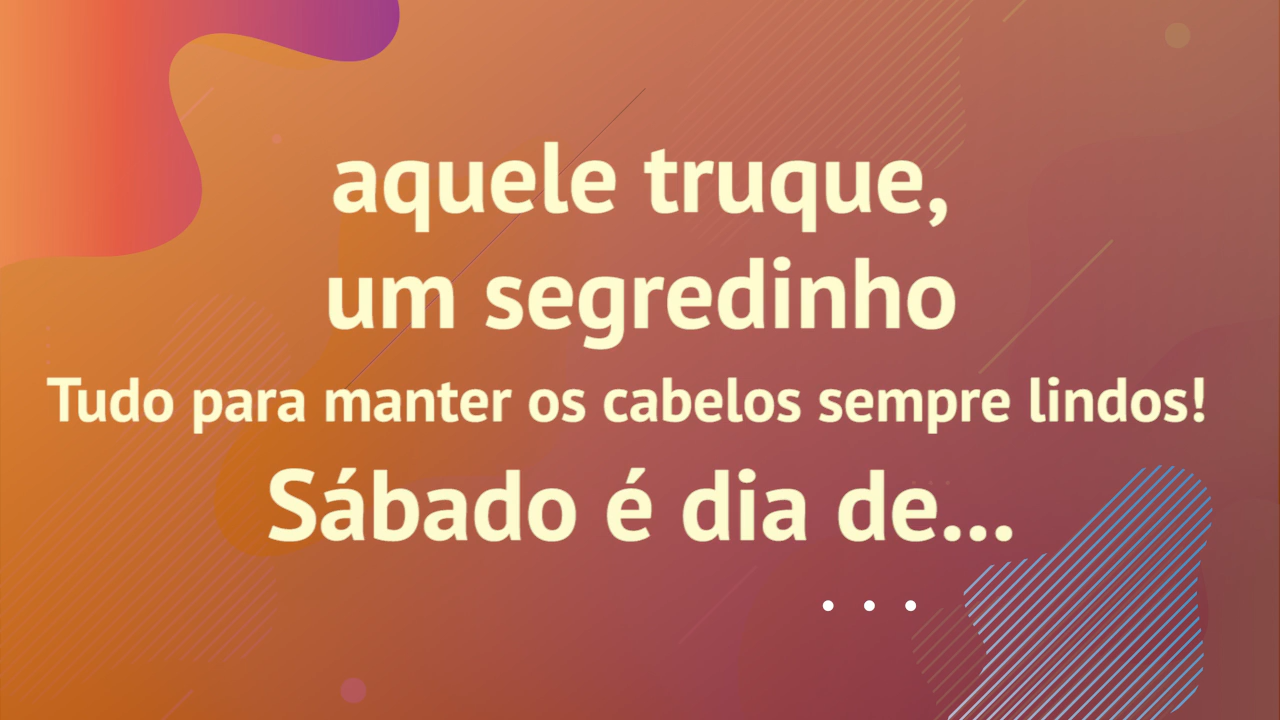 aquele truque,
um segredinho
Tudo para manter os cabelos sempre lindos!
Sábado é dia de...